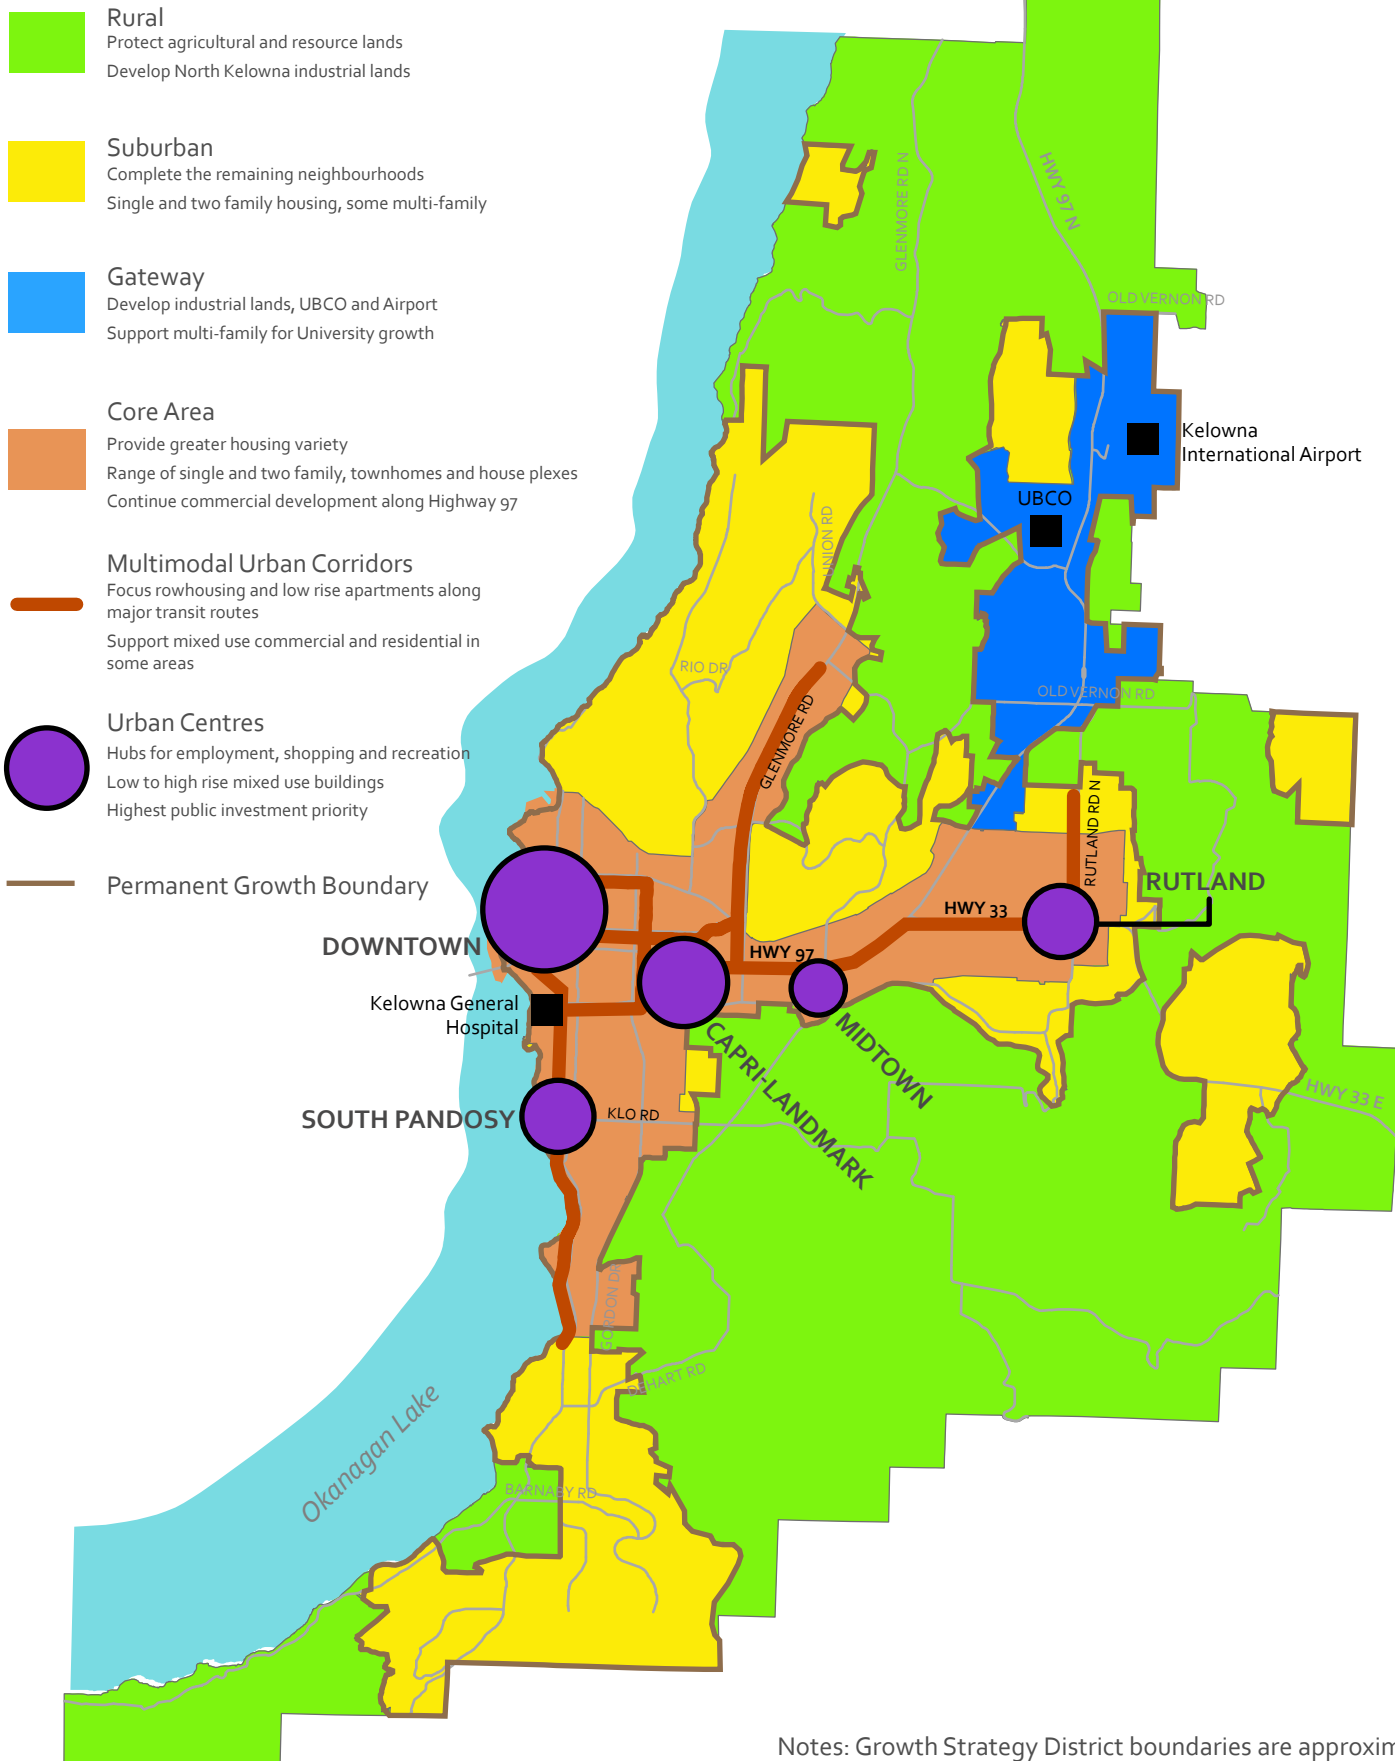 Rural
Protect agricultural and resource lands
Develop North Kelowna industrial lands
Suburban
Complete the remaining neighbourhoods
Single and two family housing, some multi-family
Gateway
Develop industrial lands, UBCO and Airport
Support multi-family for University growth
Core Area
Provide greater housing variety
Range of single and two family, townhomes and house plexes
Continue commercial development along Highway 97
Multimodal Urban Corridors
Focus rowhousing and low rise apartments along
major transit routes
Support mixed use commercial and residential in
some areas
Urban Centres
Hubs for employment, shopping and recreation
Low to high rise mixed use buildings
Highest public investment priority
Permanent Growth Boundary
GLENMORE RD N
HWY 97 N
OLD VERNON RD
Kelowna
International Airport
UBCO
UNION RD
RIO DR
OLD VERNON RD
GLENMORE RD
RUTLAND RD N
RUTLAND
HWY 33
DOWNTOWN
HWY 97
Kelowna General
Hospital
CAPRI-LANDMARK
MIDTOWN
HWY 33 E
SOUTH PANDOSY
KLO RD
GORDON DR
DEHART RD
Okanagan Lake
BARNABY RD
Notes: Growth Strategy District boundaries are approxim